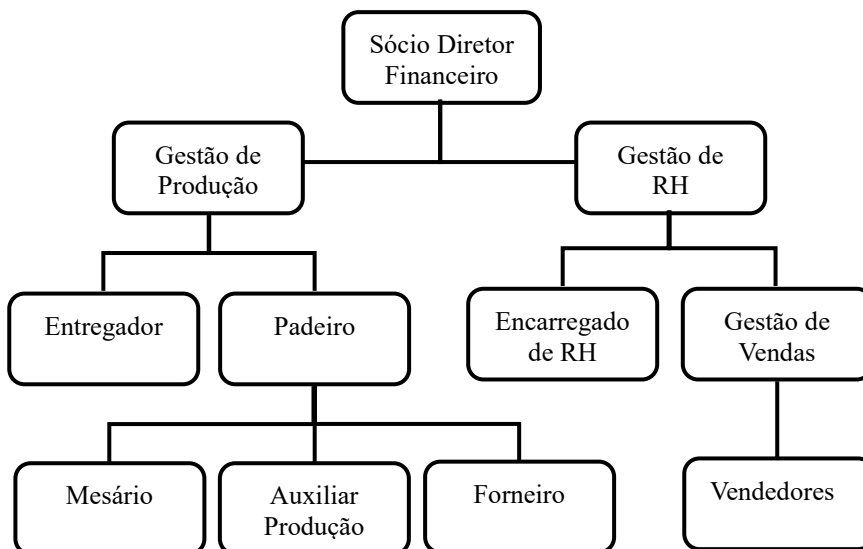 Sócio Diretor
Financeiro
Gestão de
Produção
Gestão de
RH
Entregador
Padeiro
Encarregado
de RH
Gestão de
Vendas
Mesário
Auxiliar
Produção
Forneiro
Vendedores